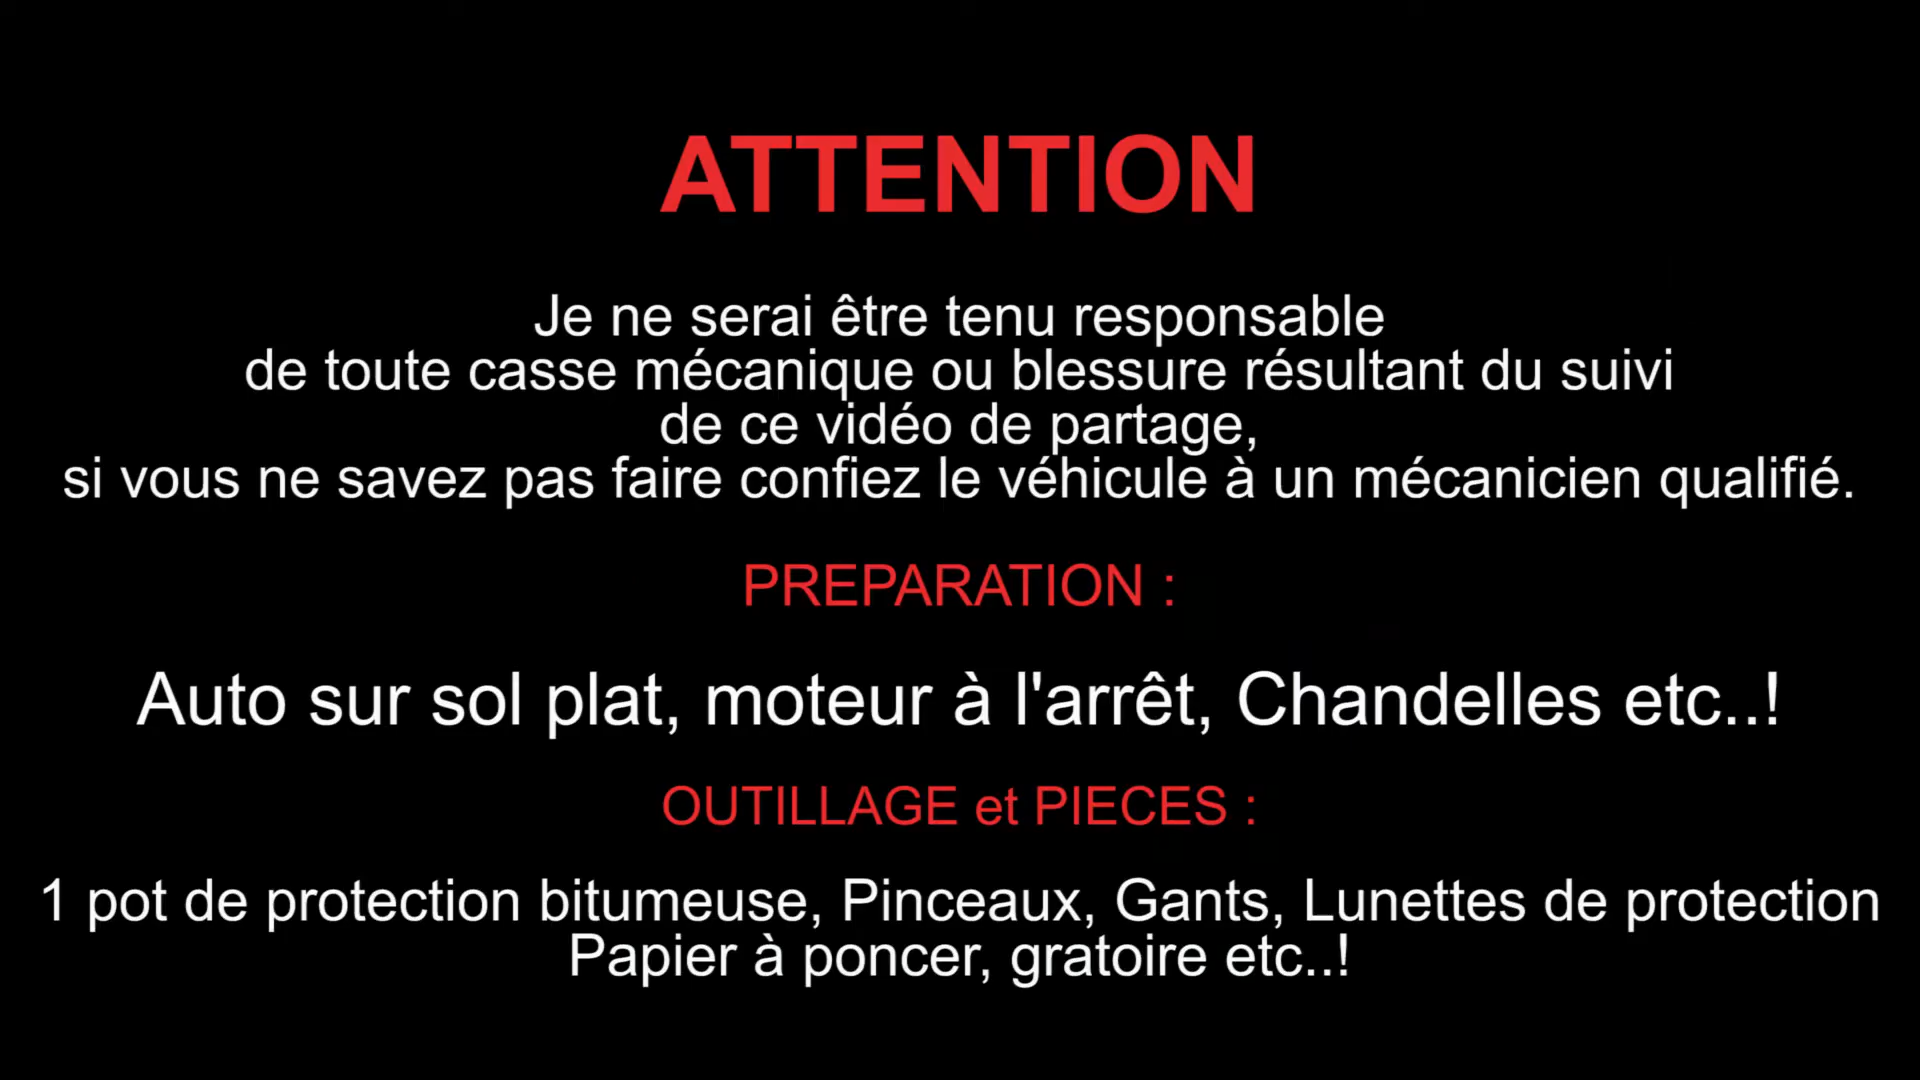 ATTENTION
Je ne serai être tenu responsable
de toute casse mécanique ou blessure résultant du suivi
de ce vidéo de partage,
si vous ne savez pas faire confiez le véhicule à un mécanicien qualifié.
PREPARATION :
Auto sur sol plat, moteur à l'arrêt, Chandelles etc..!
OUTILLAGE et PIECES :
1 pot de protection bitumeuse, Pinceaux, Gants, Lunettes de protection
Papier à poncer, gratoire etc..!